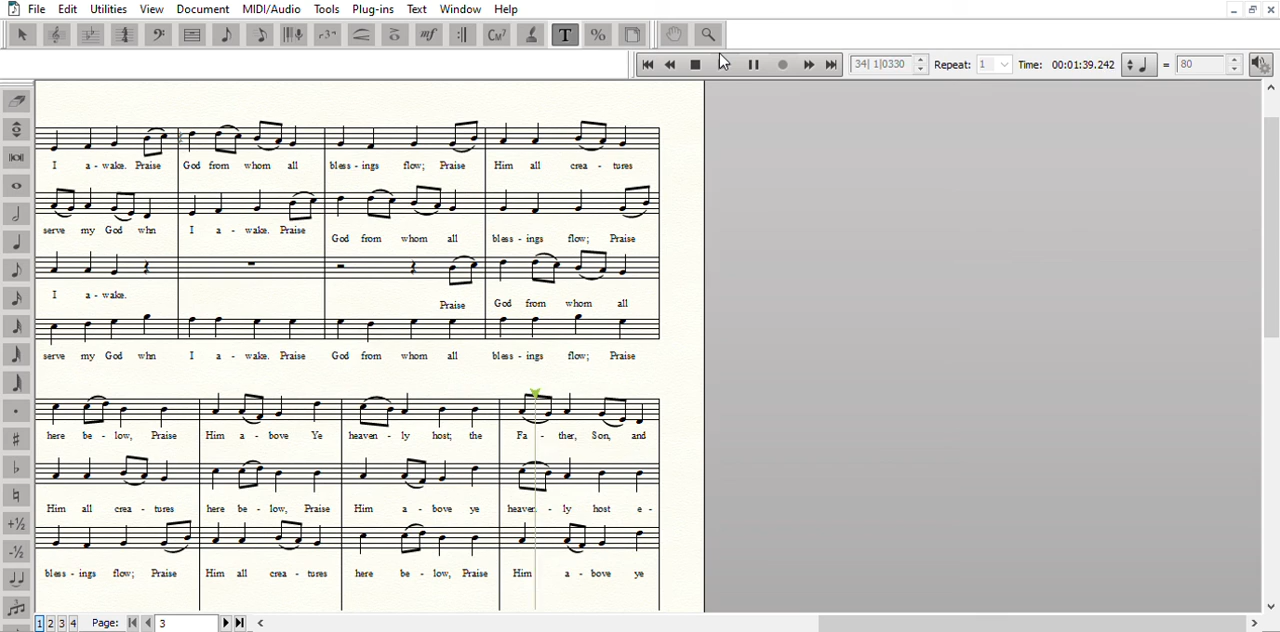 File Edit Utilities View Document MIDI/Audio Tools Plug-ins Text Window Help
T % CM7 mf
34| 1|0330 Repeat: 1 Time: 00:01:39.242 = 80
I a - wake. Praise God from whom all bless - ings flow; Praise Him all crea - tures
serve my God whn I a - wake. Praise God from whom all bless - ings flow; Praise
I a - wake. Praise God from whom all
serve my God whn I a - wake. Praise God from whom all bless - ings flow; Praise
here be - low, Praise Him a - bove Ye heaven - ly host; the Fa - ther, Son, and
Him all crea - tures here be - low, Praise Him a - bove ye heaven - ly host e -
bless - ings flow; Praise Him all crea - tures here be - low, Praise Him a - bove ye
1 2 3 4 Page: 3